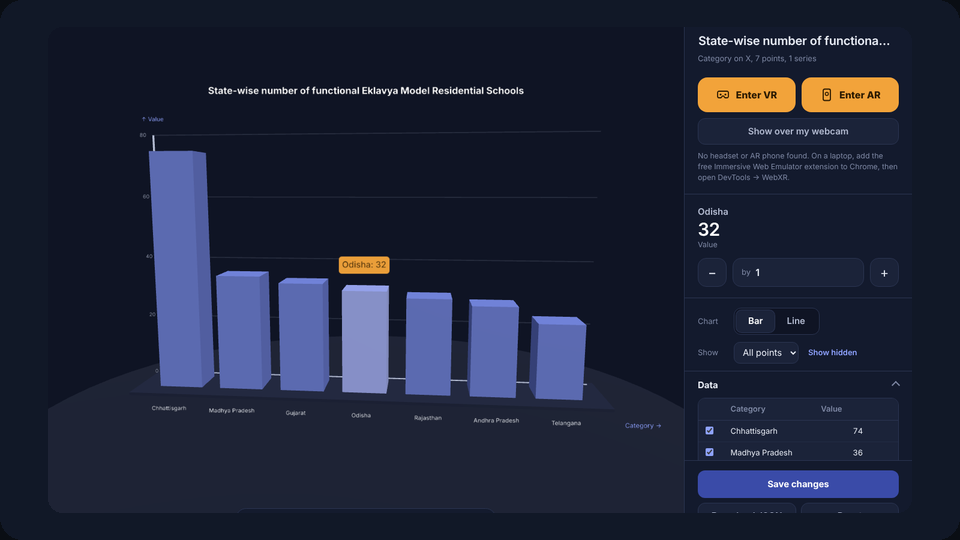 State-wise number of functional Eklavya Model Residential Schools
↑ Value
80
60
40
20
0
Odisha: 32
Chhattisgarh
Madhya Pradesh
Gujarat
Odisha
Rajasthan
Andhra Pradesh
Telangana
Category →
State-wise number of functiona...
Category on X, 7 points, 1 series
Enter VR
Enter AR
Show over my webcam
No headset or AR phone found. On a laptop, add the
free Immersive Web Emulator extension to Chrome, then
open DevTools → WebXR.
Odisha
32
Value
− by 1 +
Chart Bar Line
Show All points Show hidden
Data
Category Value
Chhattisgarh 74
Madhya Pradesh 36
Save changes